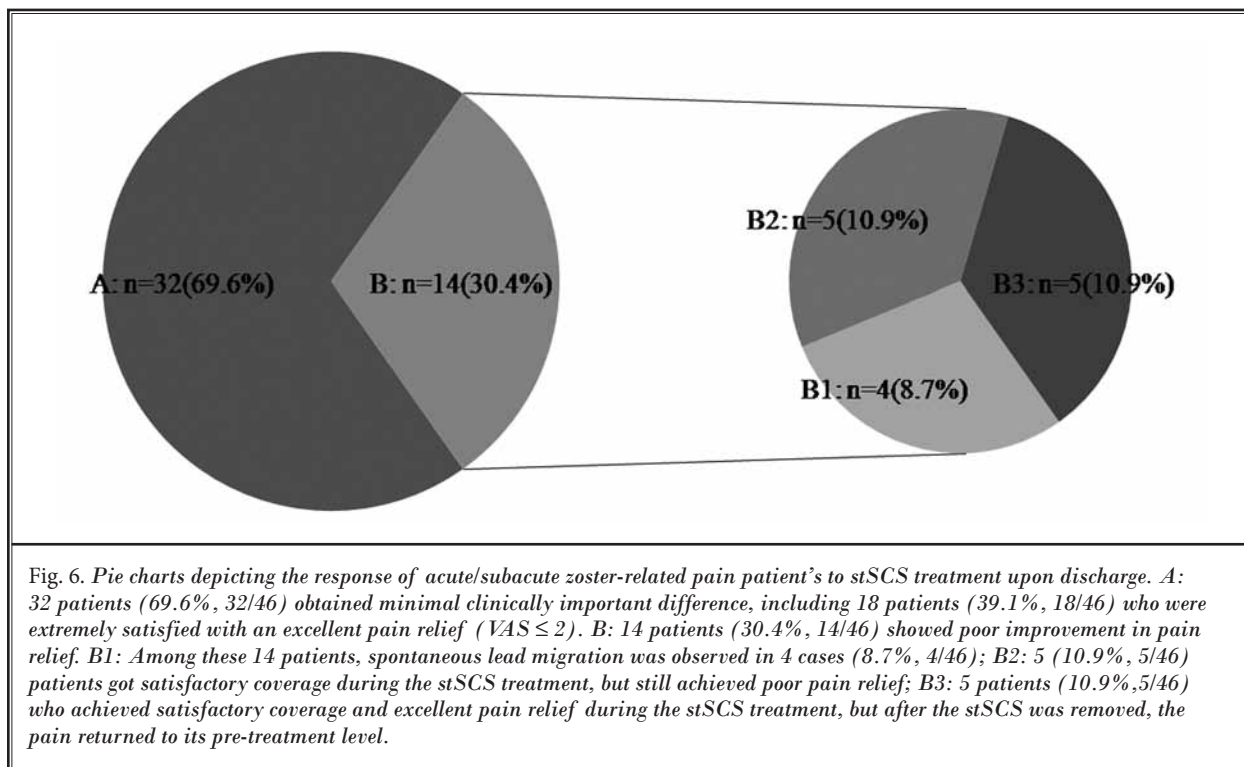 A: n=32(69.6%)
B: n=14(30.4%)
B2: n=5(10.9%)
B3: n=5(10.9%)
B1: n=4(8.7%)
Fig. 6. Pie charts depicting the response of acute/subacute zoster-related pain patient's to stSCS treatment upon discharge. A:
32 patients (69.6%, 32/46) obtained minimal clinically important difference, including 18 patients (39.1%, 18/46) who were
extremely satisfied with an excellent pain relief (VAS ≤ 2). B: 14 patients (30.4%, 14/46) showed poor improvement in pain
relief. B1: Among these 14 patients, spontaneous lead migration was observed in 4 cases (8.7%, 4/46); B2: 5 (10.9%, 5/46)
patients got satisfactory coverage during the stSCS treatment, but still achieved poor pain relief; B3: 5 patients (10.9%,5/46)
who achieved satisfactory coverage and excellent pain relief during the stSCS treatment, but after the stSCS was removed, the
pain returned to its pre-treatment level.